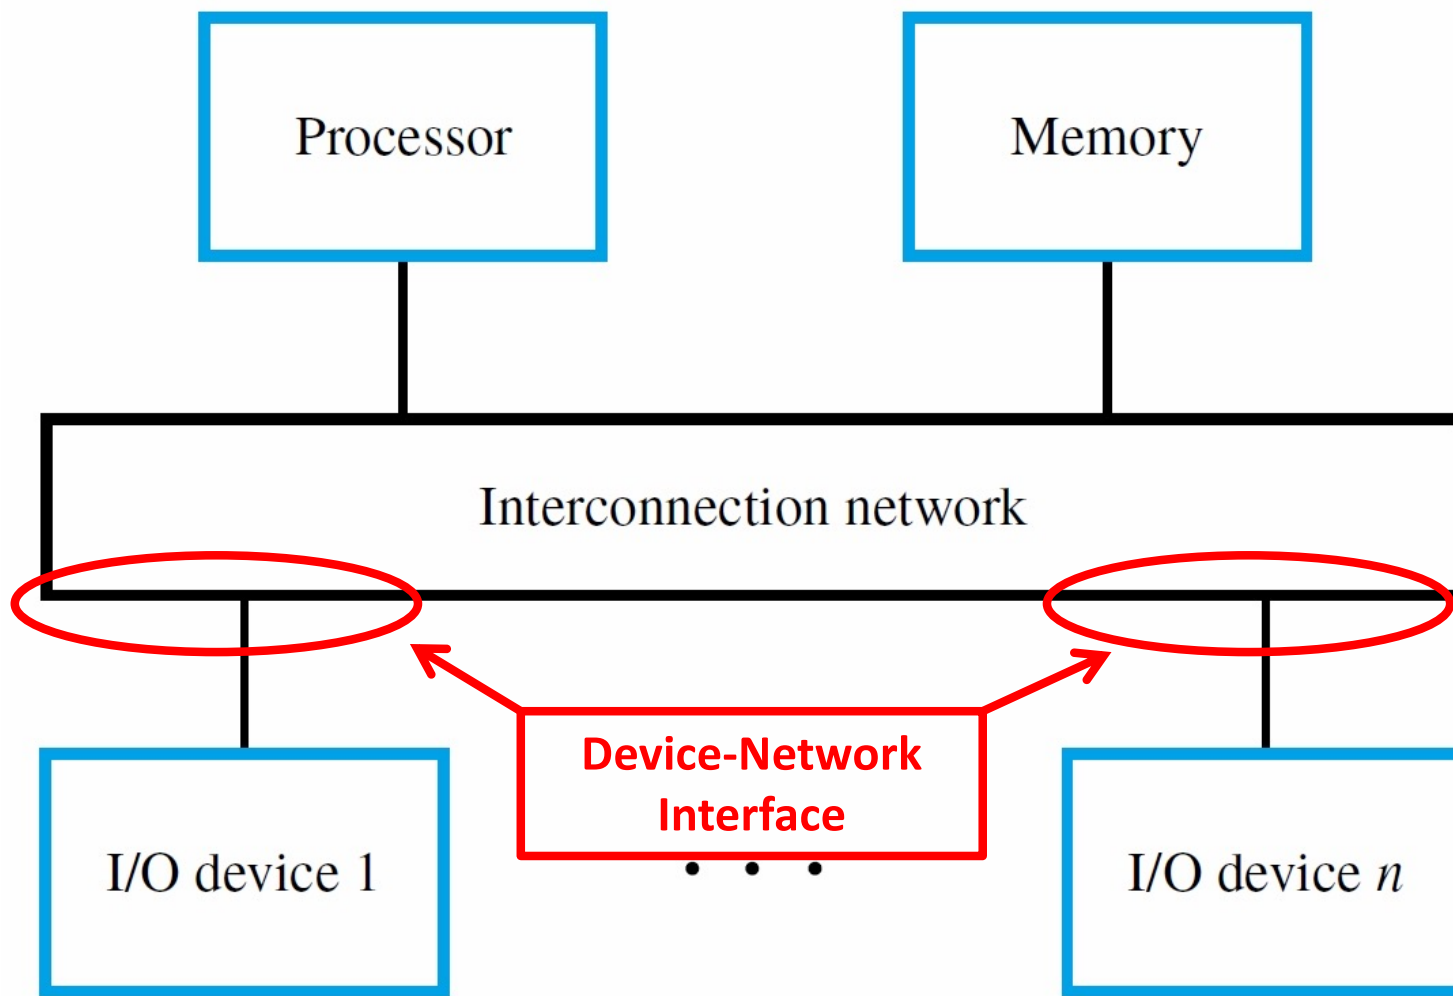 Processor
Memory
Interconnection network
Device-Network
Interface
I/O device 1
• • •
I/O device n